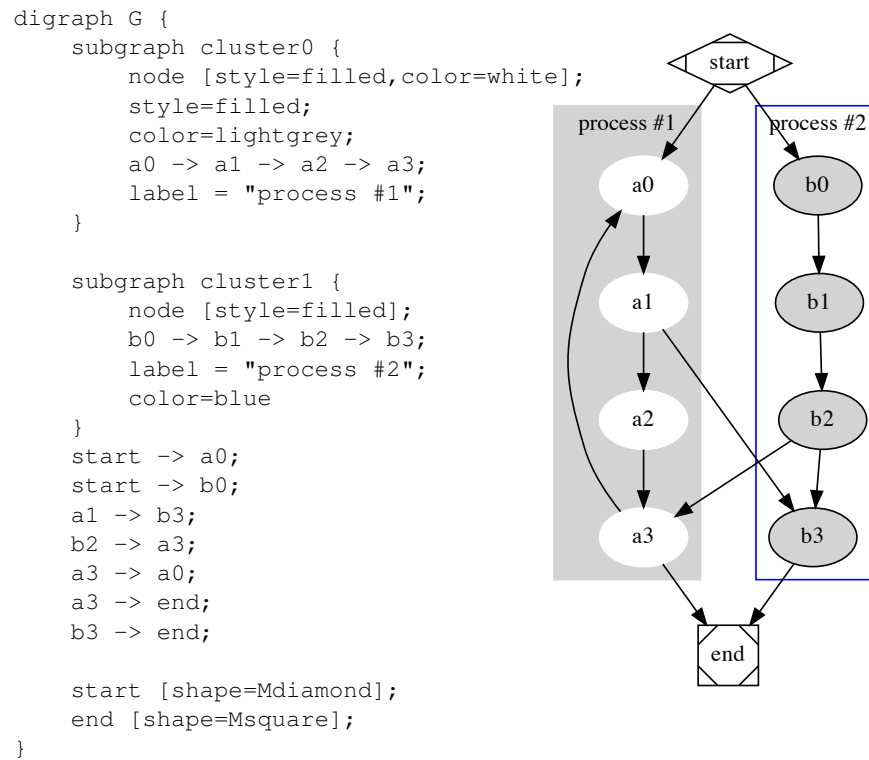 digraph G {
    subgraph cluster0 {
        node [style=filled,color=white];
        style=filled;
        color=lightgrey;
        a0 -> a1 -> a2 -> a3;
        label = "process #1";
    }

    subgraph cluster1 {
        node [style=filled];
        b0 -> b1 -> b2 -> b3;
        label = "process #2";
        color=blue
    }
    start -> a0;
    start -> b0;
    a1 -> b3;
    b2 -> a3;
    a3 -> a0;
    a3 -> end;
    b3 -> end;

    start [shape=Mdiamond];
    end [shape=Msquare];
}
start
process #1
process #2
a0
b0
a1
b1
a2
b2
a3
b3
end